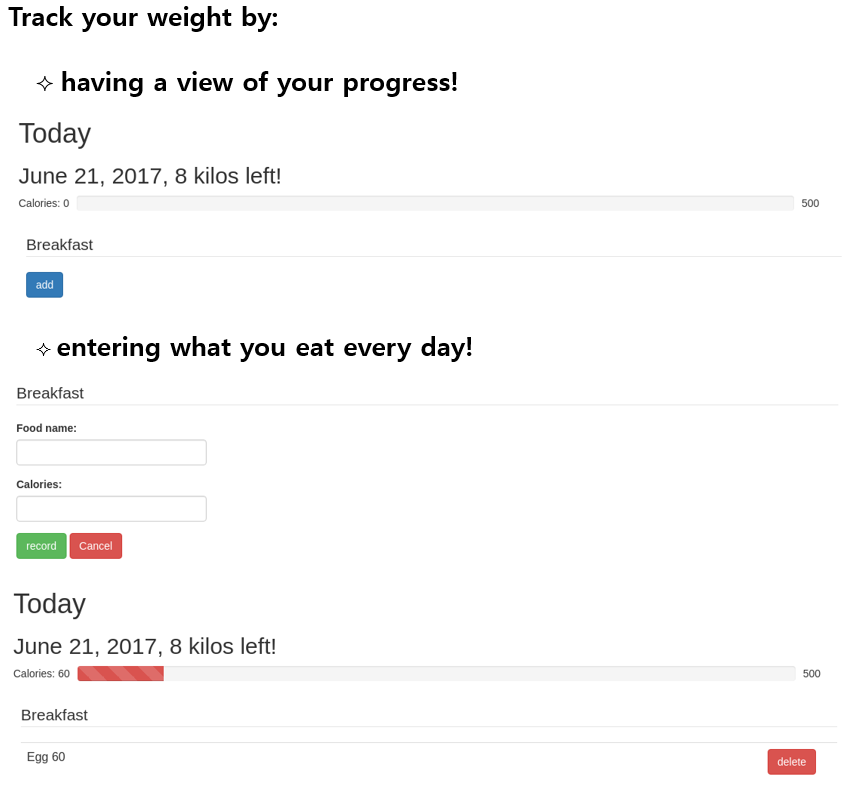 Track your weight by:
✧ having a view of your progress!
Today
June 21, 2017, 8 kilos left!
Calories: 0 500
Breakfast
add
✧ entering what you eat every day!
Breakfast
Food name:
Calories:
record Cancel
Today
June 21, 2017, 8 kilos left!
Calories: 60 500
Breakfast
Egg 60 delete